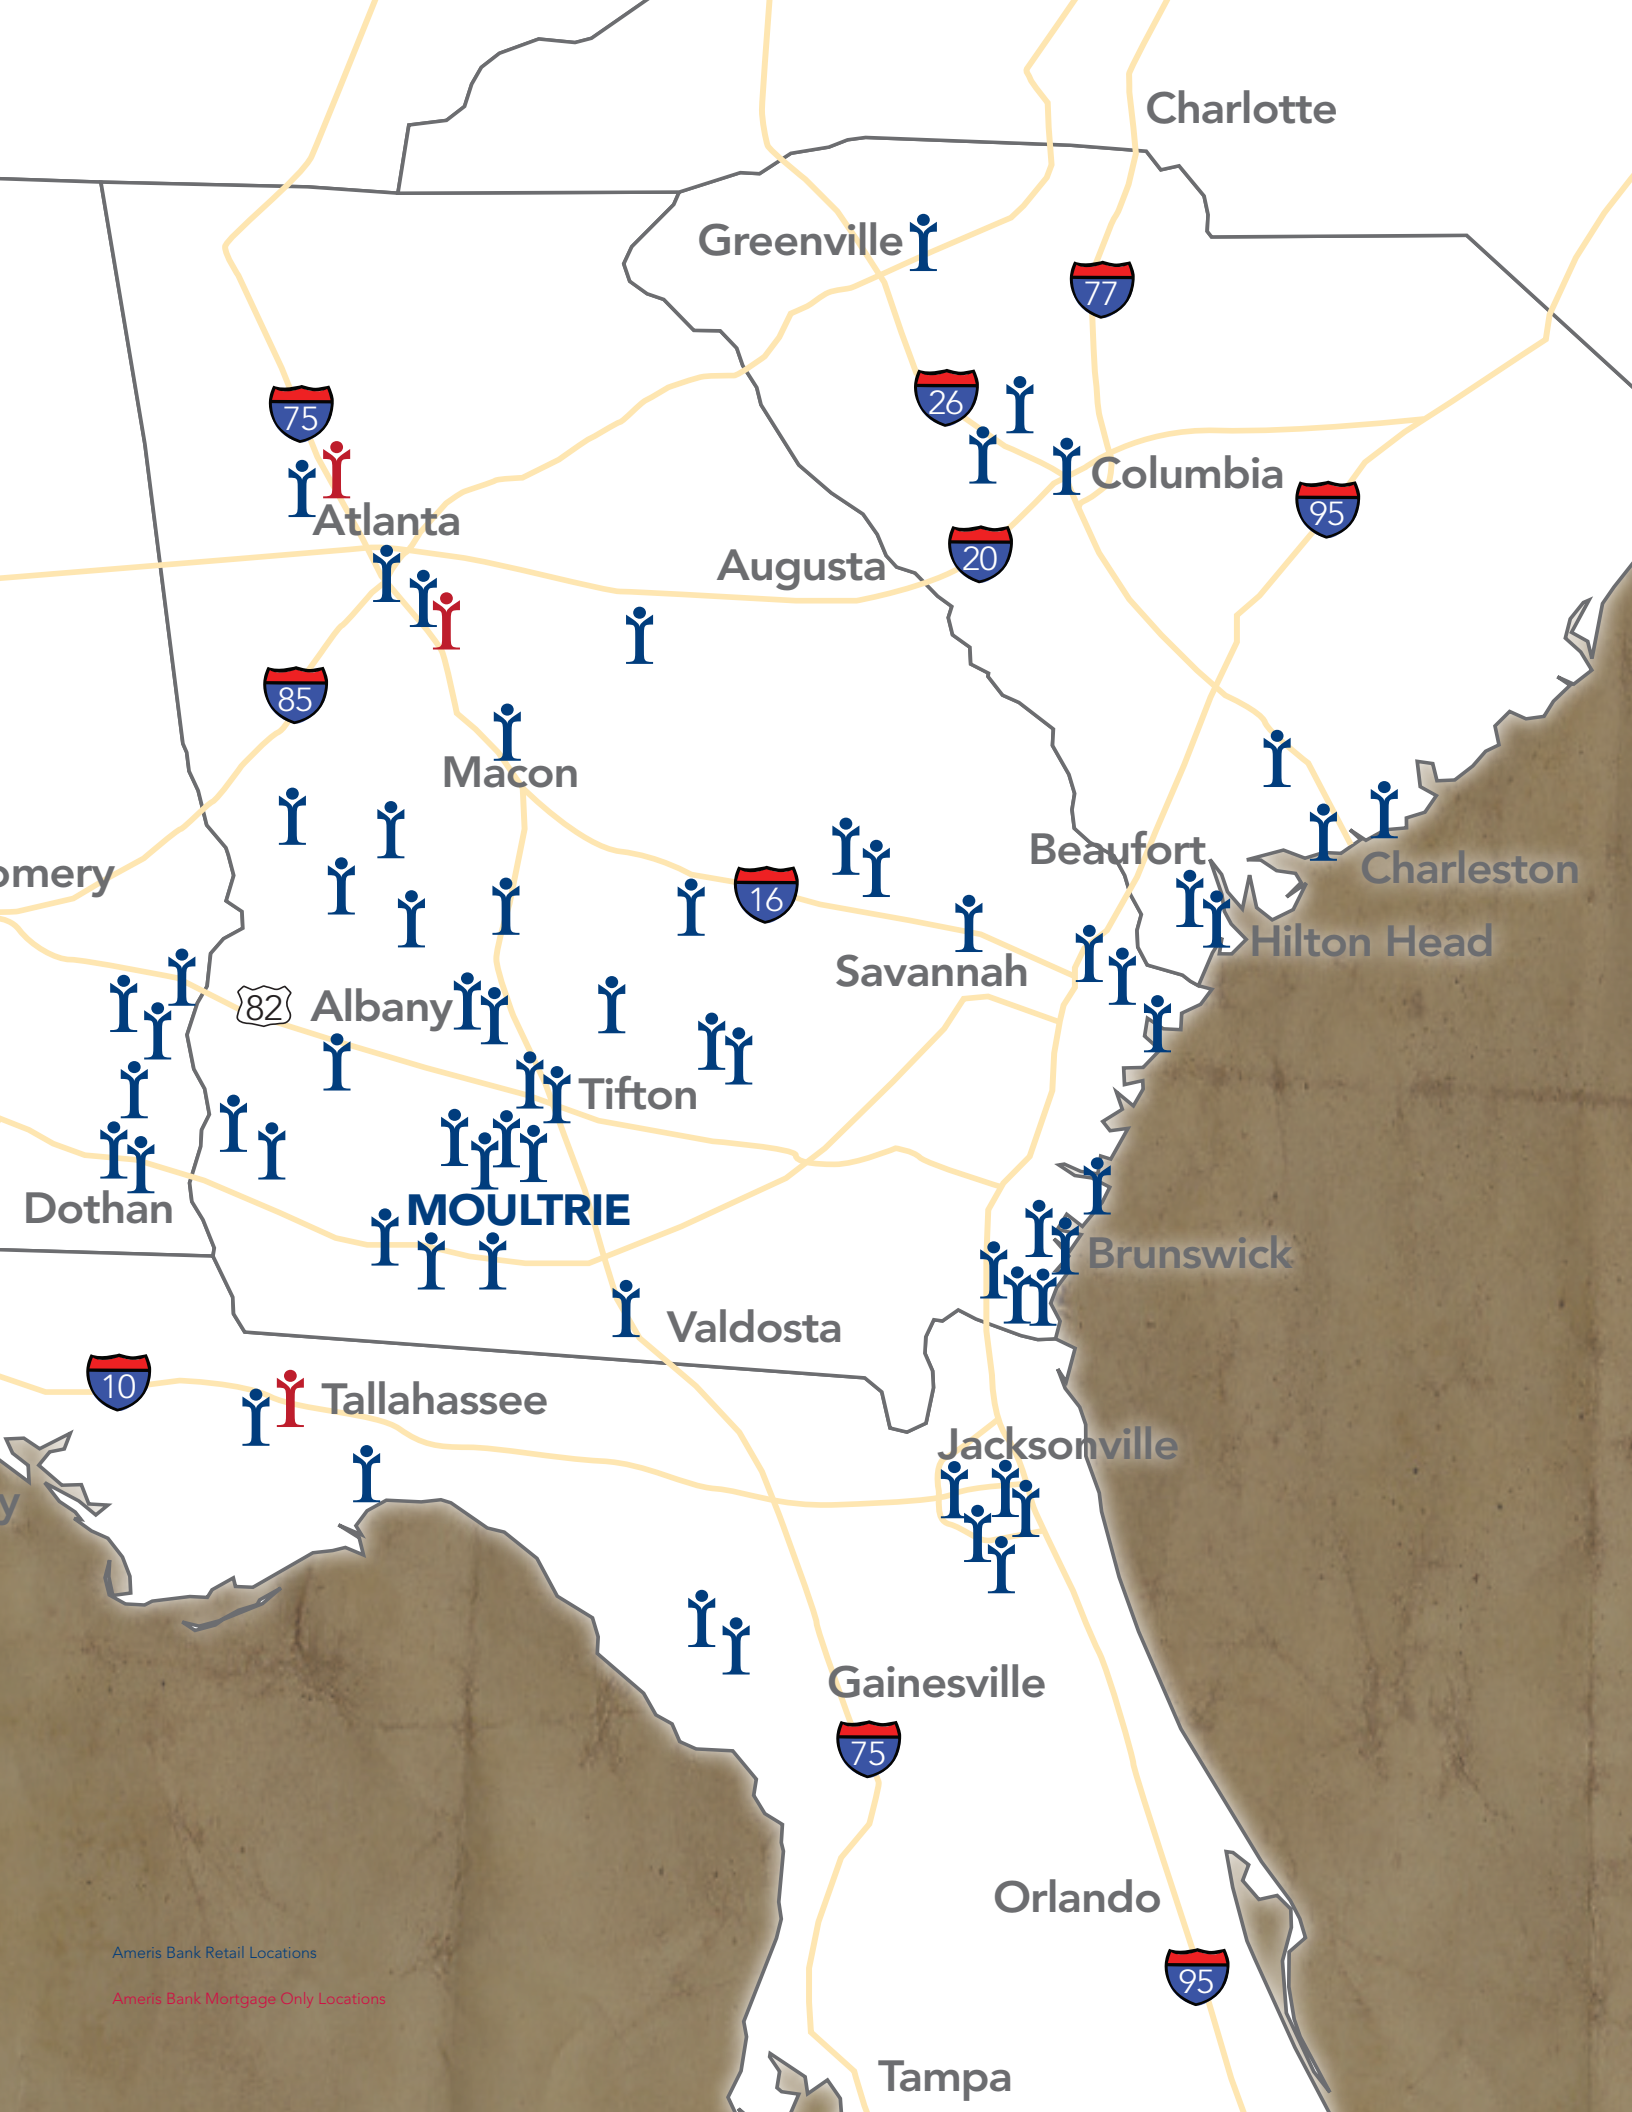 Charlotte
Greenville
77
26
75
Columbia
95
Atlanta
20
Augusta
85
Macon
Beaufort
omery
16
Charleston
Hilton Head
Savannah
82
Albany
Tifton
Dothan
MOULTRIE
Brunswick
Valdosta
10
Tallahassee
Jacksonville
y
Gainesville
75
Orlando
Ameris Bank Retail Locations
95
Ameris Bank Mortgage Only Locations
Tampa